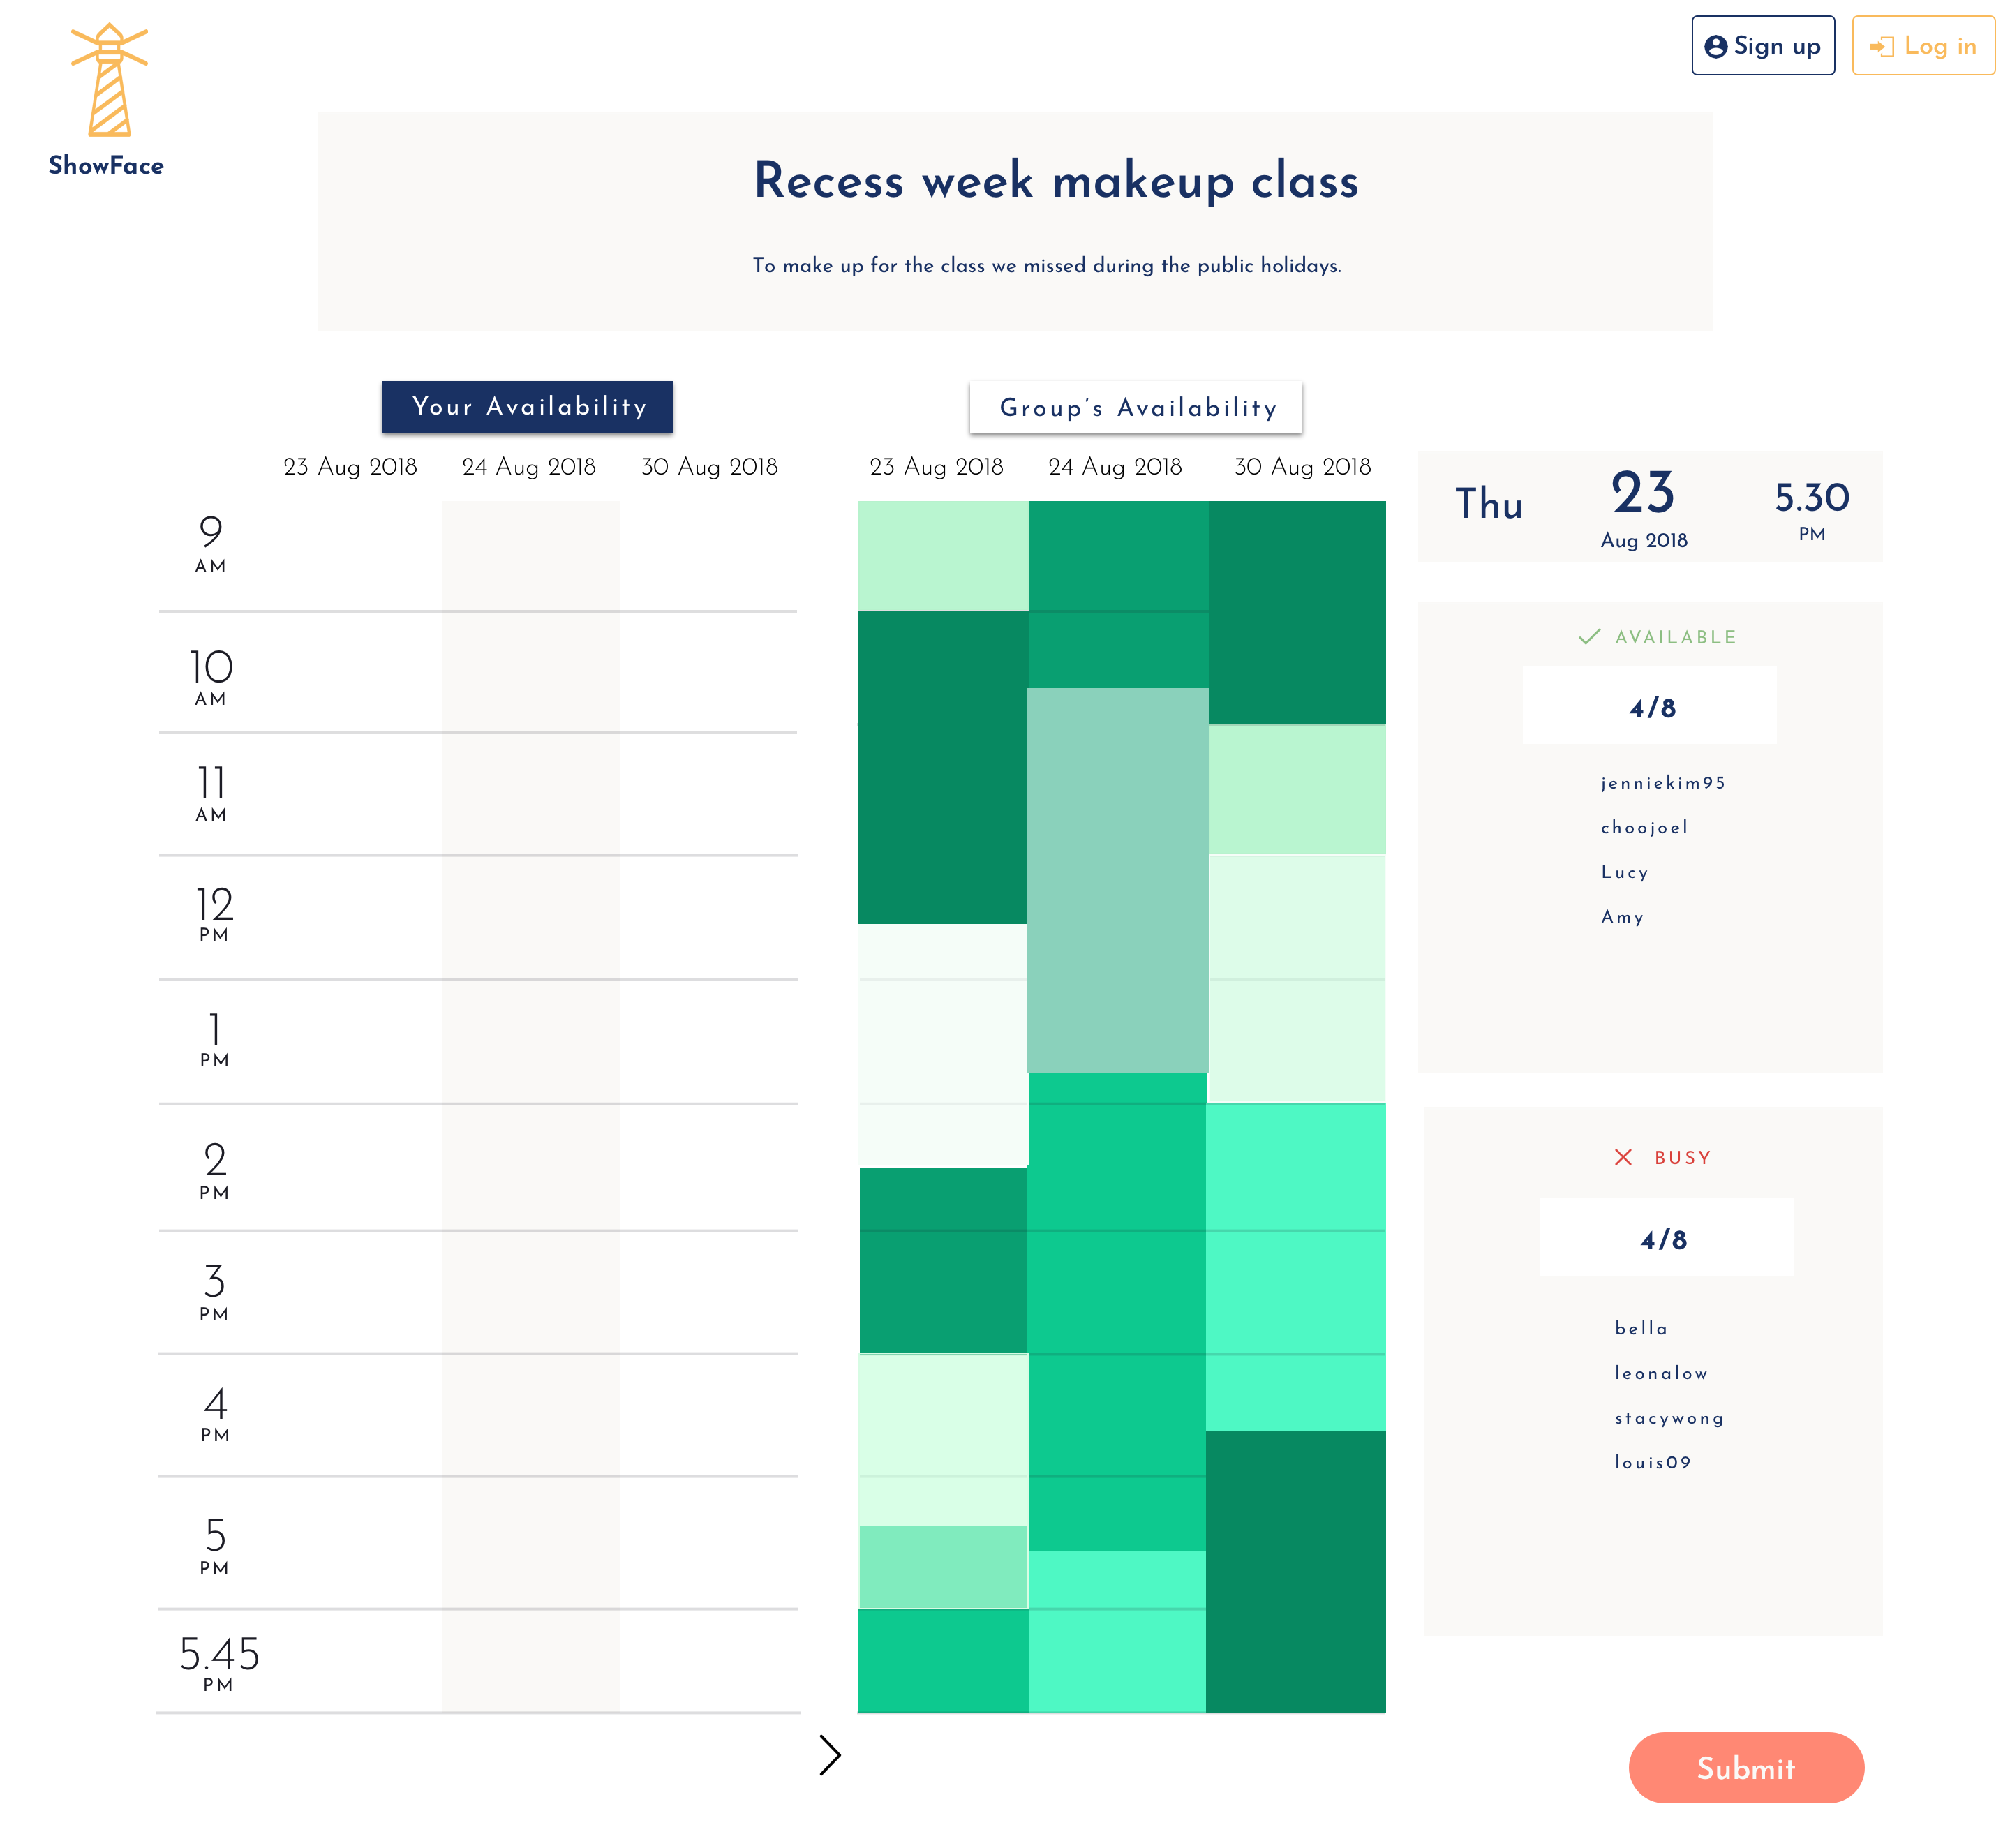 Sign up
Log in
ShowFace
Recess week makeup class
To make up for the class we missed during the public holidays.
Your Availability
Group's Availability
23 Aug 2018 24 Aug 2018 30 Aug 2018
23 Aug 2018 24 Aug 2018 30 Aug 2018
9
AM
10
AM
11
AM
12
PM
1
PM
2
PM
3
PM
4
PM
5
PM
5.45
PM
Thu
23
Aug 2018
5.30
PM
AVAILABLE
4/8
jenniekim95
choojoel
Lucy
Amy
BUSY
4/8
bella
leonalow
stacywong
louis09
Submit